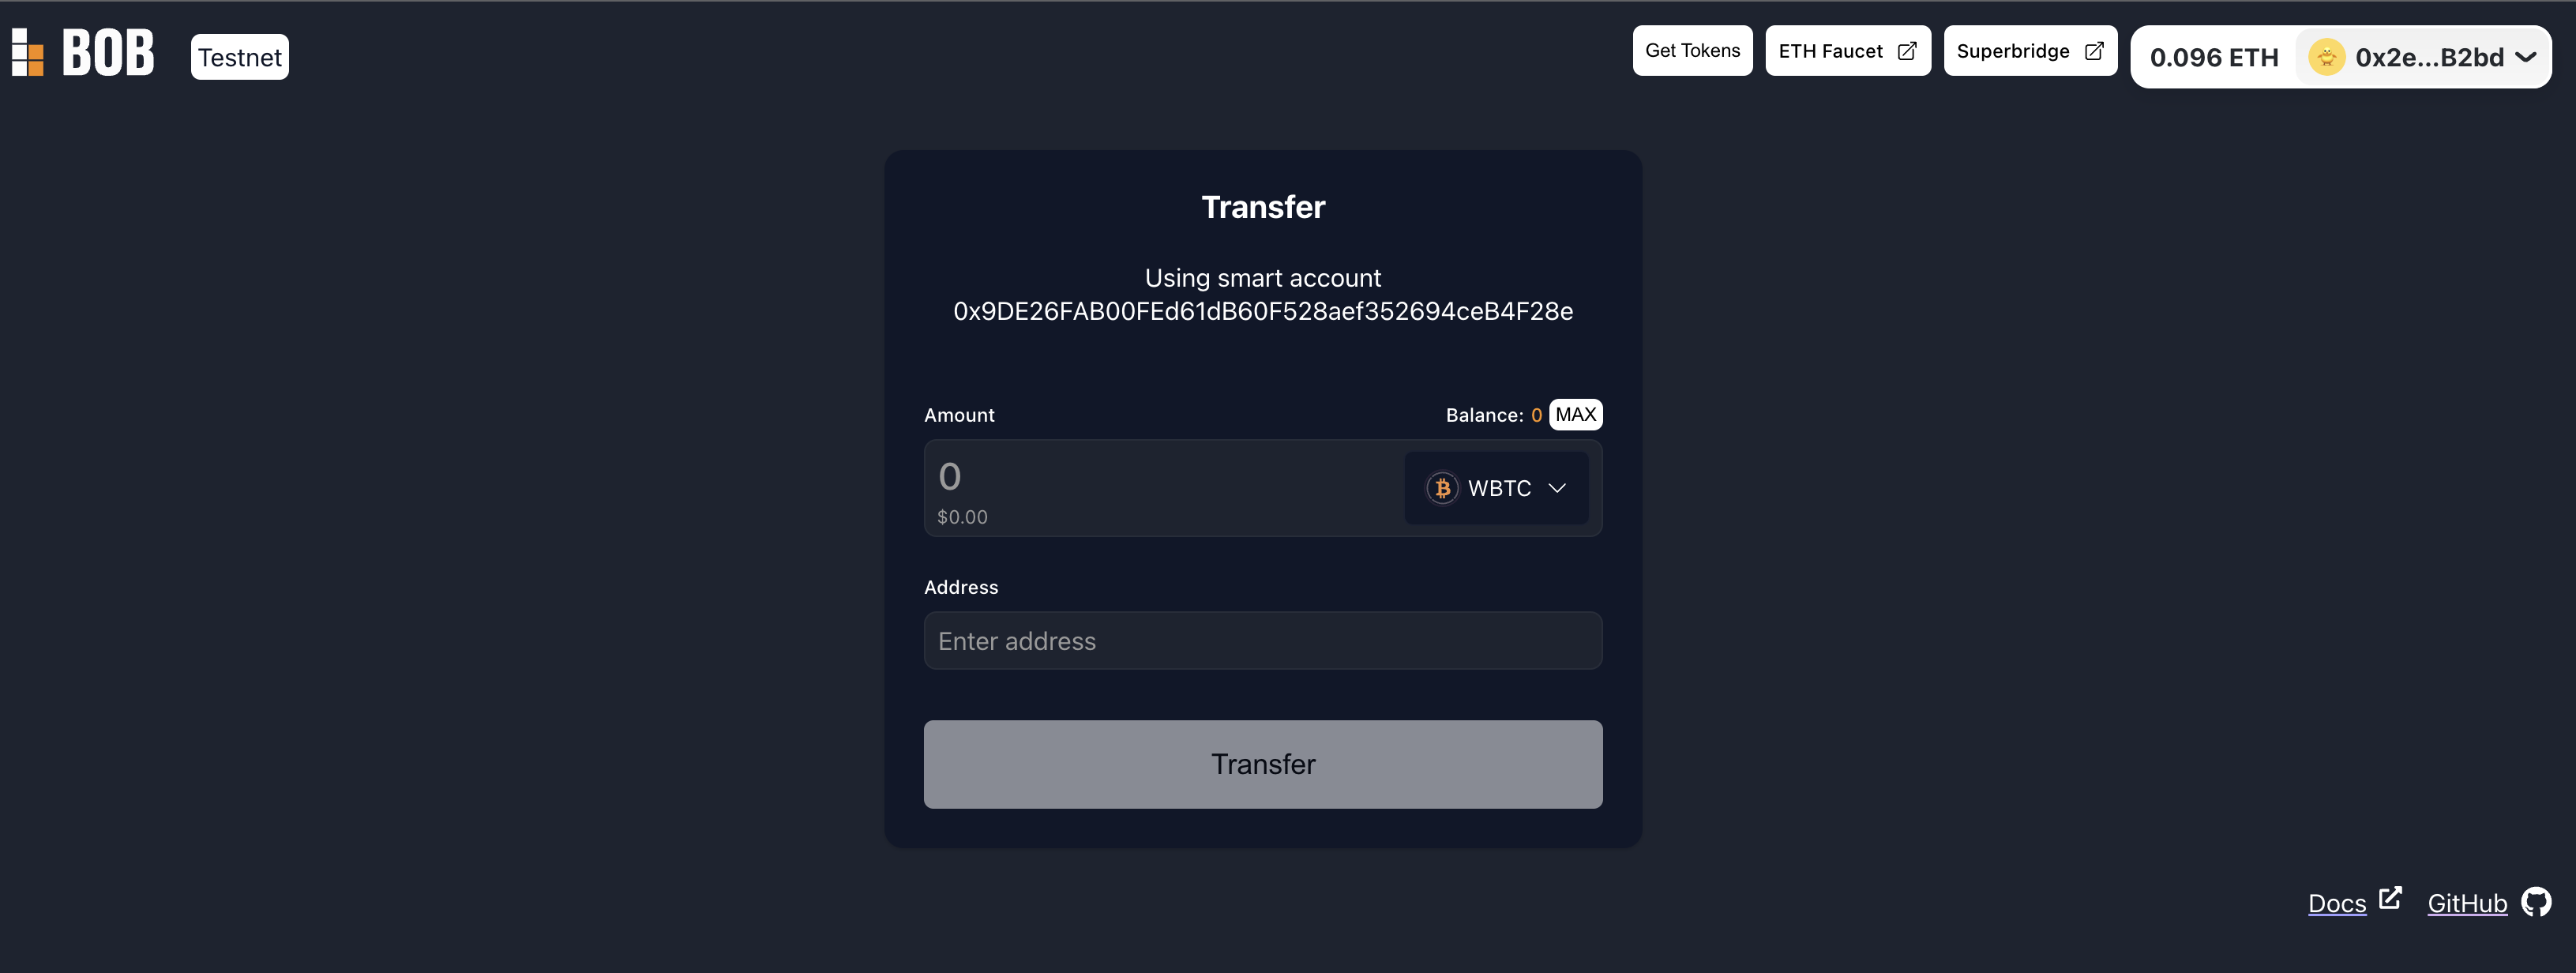 BOB
Testnet
Get Tokens
ETH Faucet
Superbridge
0.096 ETH
0x2e...B2bd
Transfer
Using smart account
0x9DE26FAB00FEd61dB60F528aef352694ceB4F28e
Amount
Balance: 0 MAX
0
$0.00
WBTC
Address
Enter address
Transfer
Docs
GitHub